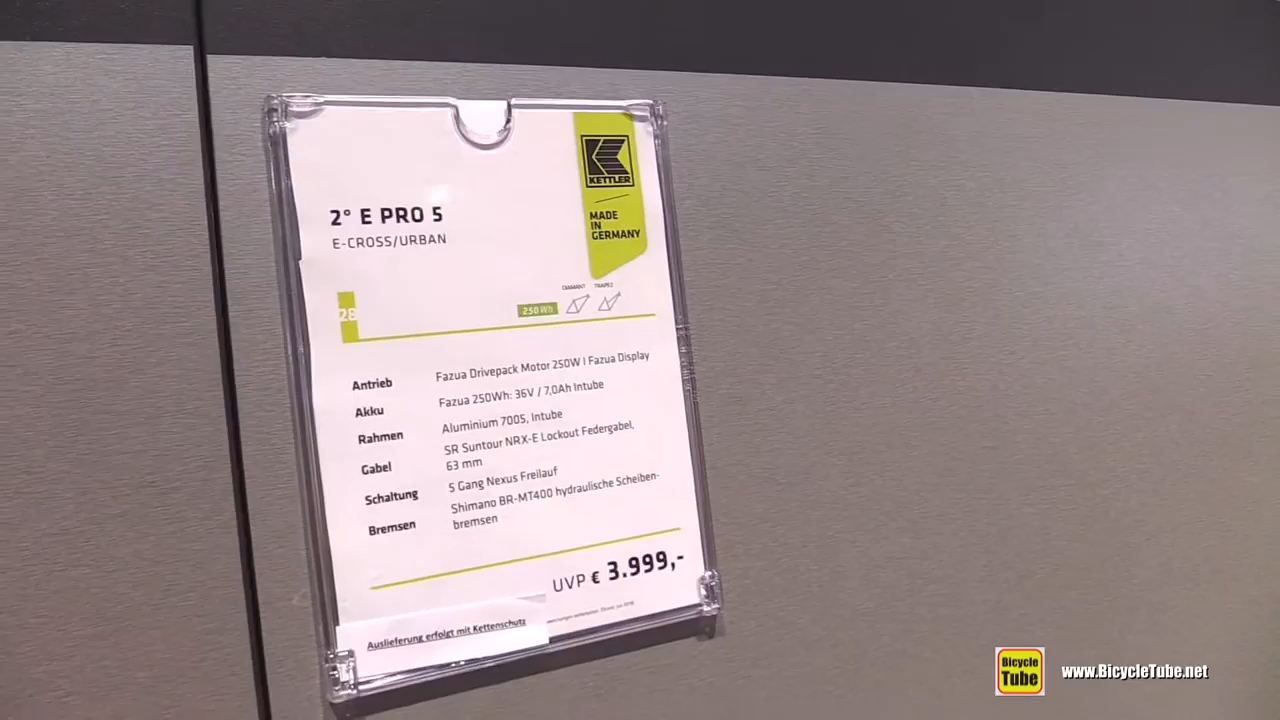 KETTLER
MADE
IN
GERMANY
2° E PRO 5
E-CROSS/URBAN
28
250 Wh
DIAMANT
TRAPEZ
Antrieb Fazua Drivepack Motor 250W | Fazua Display
Akku Fazua 250Wh: 36V / 7,0Ah Intube
Rahmen Aluminium 7005, Intube
Gabel SR Suntour NRX-E Lockout Federgabel,
63 mm
Schaltung 5 Gang Nexus Freilauf
Bremsen Shimano BR-MT400 hydraulische Scheiben-
bremsen
UVP € 3.999,-
Auslieferung erfolgt mit Kettenschutz
Bicycle
Tube
www.BicycleTube.net